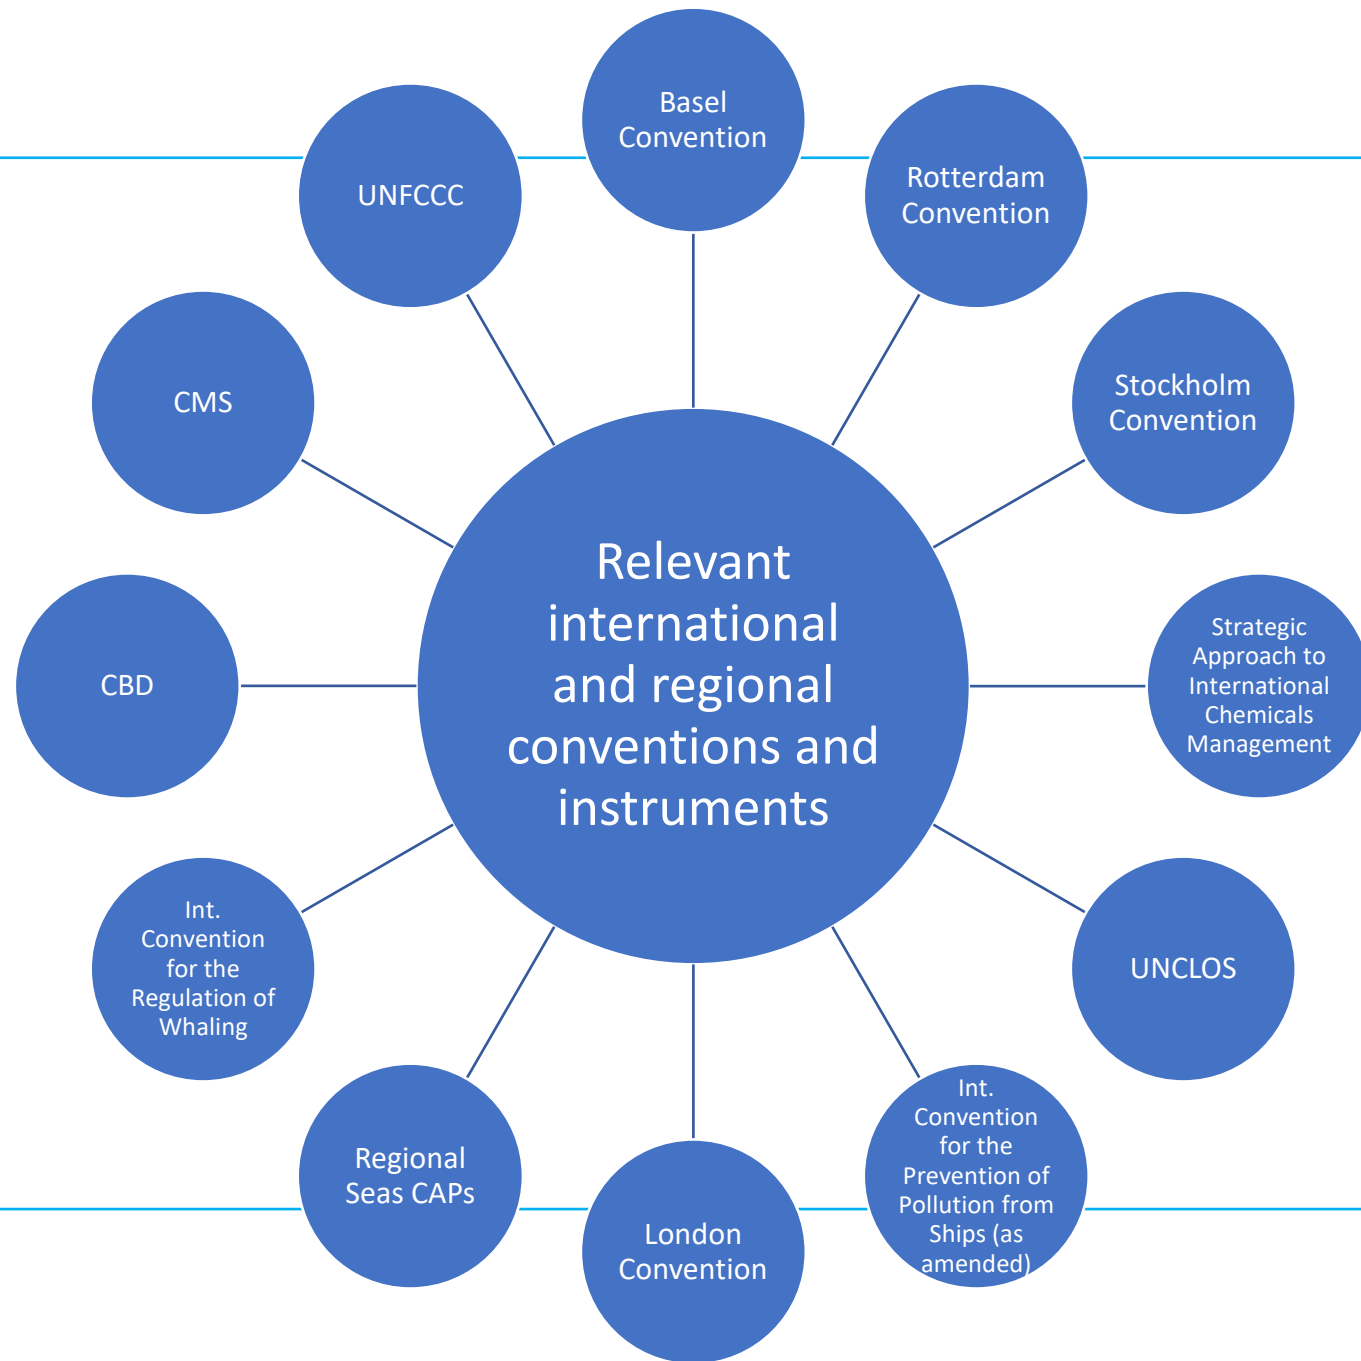 Basel
Convention
Rotterdam
Convention
Stockholm
Convention
Strategic
Approach to
International
Chemicals
Management
UNCLOS
Int.
Convention
for the
Prevention of
Pollution from
Ships (as
amended)
London
Convention
Regional
Seas CAPs
Int.
Convention
for the
Regulation of
Whaling
CBD
CMS
UNFCCC
Relevant
international
and regional
conventions and
instruments